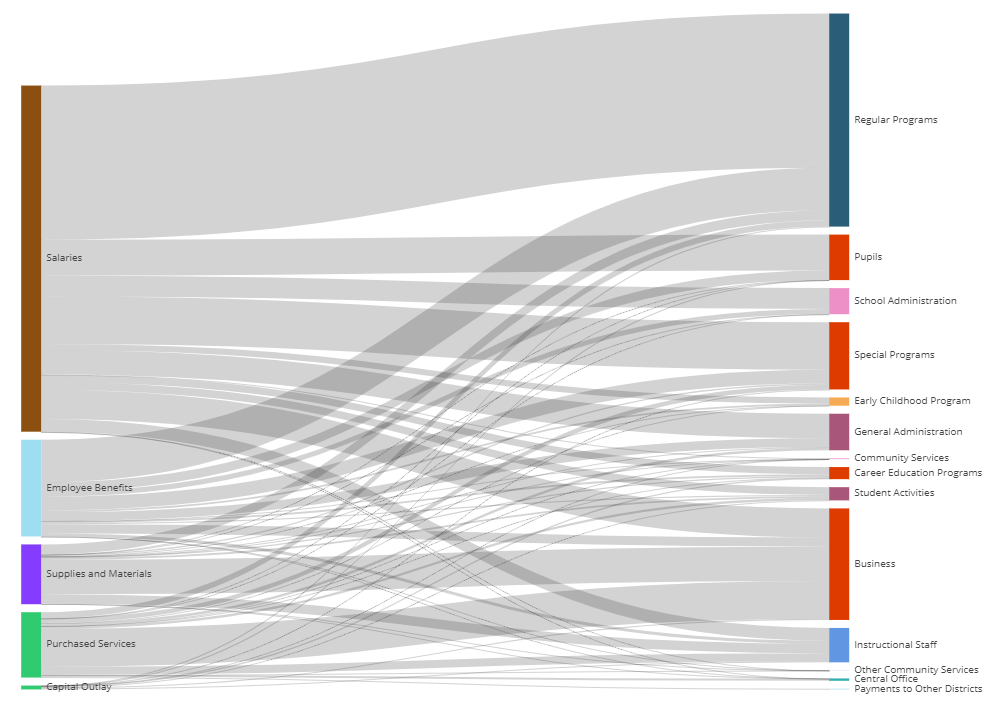 Salaries
Employee Benefits
Supplies and Materials
Purchased Services
Capital Outlay
Regular Programs
Pupils
School Administration
Special Programs
Early Childhood Program
General Administration
Community Services
Career Education Programs
Student Activities
Business
Instructional Staff
Other Community Services
Central Office
Payments to Other Districts